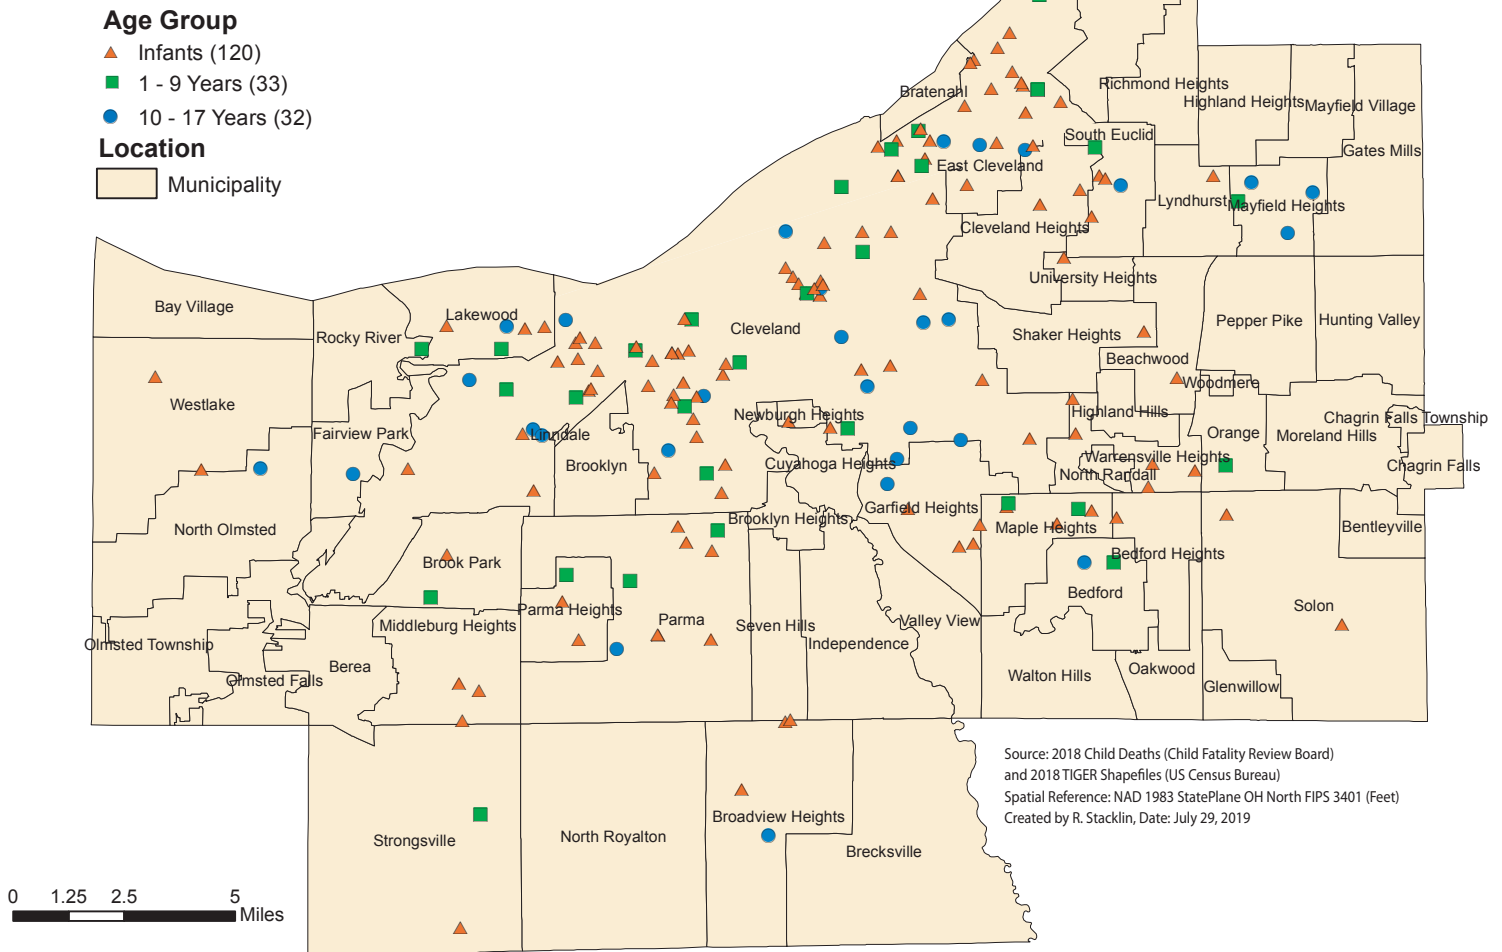 Age Group
Infants (120)
1 - 9 Years (33)
10 - 17 Years (32)
Location
Municipality
Bratenahl
Richmond Heights
Highland Heights
Mayfield Village
South Euclid
Gates Mills
East Cleveland
Lyndhurst
Mayfield Heights
Cleveland Heights
University Heights
Bay Village
Lakewood
Rocky River
Cleveland
Shaker Heights
Pepper Pike
Hunting Valley
Beachwood
Woodmere
Westlake
Newburgh Heights
Highland Hills
Chagrin Falls Township
Fairview Park
Linndale
Orange
Moreland Hills
Brooklyn
Cuyahoga Heights
Warrensville Heights
North Randall
Chagrin Falls
North Olmsted
Brooklyn Heights
Garfield Heights
Maple Heights
Bentleyville
Brook Park
Bedford Heights
Bedford
Parma Heights
Parma
Middleburg Heights
Seven Hills
Valley View
Solon
Olmsted Township
Independence
Berea
Olmsted Falls
Walton Hills
Oakwood
Glenwillow
Source: 2018 Child Deaths (Child Fatality Review Board)
and 2018 TIGER Shapefiles (US Census Bureau)
Spatial Reference: NAD 1983 StatePlane OH North FIPS 3401 (Feet)
Created by R. Stacklin, Date: July 29, 2019
Broadview Heights
Strongsville
North Royalton
Brecksville
0 1.25 2.5 5
Miles